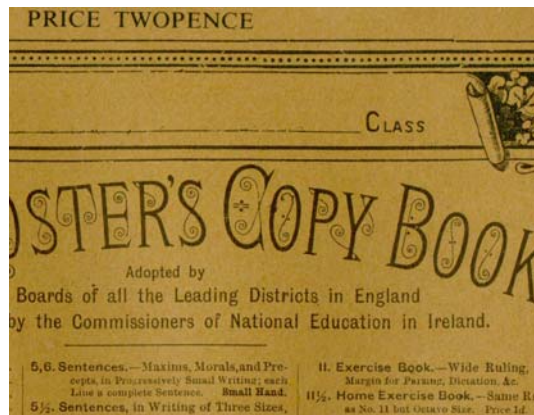 PRICE TWOPENCE
CLASS
OSTER'S COPY BOOK
Adopted by
Boards of all the Leading Districts in England
by the Commissioners of National Education in Ireland.
5,6. Sentences.—Maxims, Morals, and Pre-
cepts, in Progressively Small Writing; each
Line a complete Sentence. Small Hand.
5½. Sentences, in Writing of Three Sizes,
11. Exercise Book.—Wide Ruling,
Margin for Parsing, Dictation, &c.
11½. Home Exercise Book.—Same R
as No. 11 but Octavo Size. Price 1d.